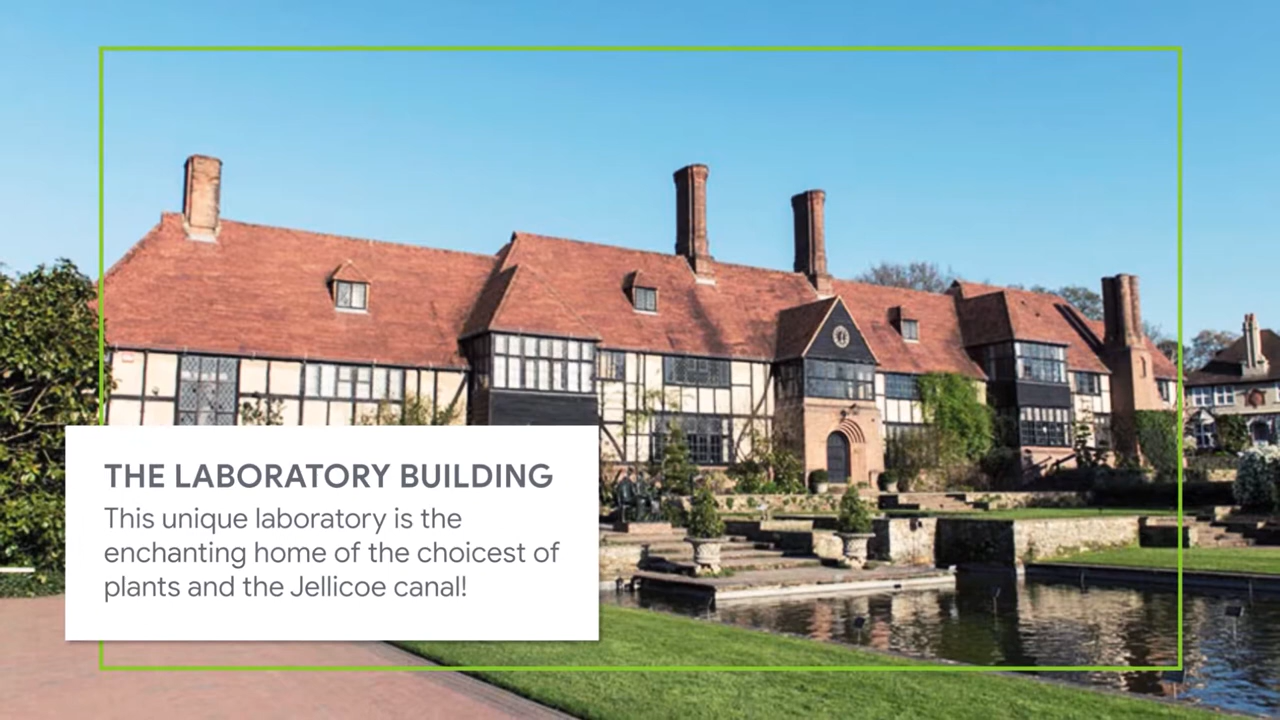 THE LABORATORY BUILDING
This unique laboratory is the
enchanting home of the choicest of
plants and the Jellicoe canal!